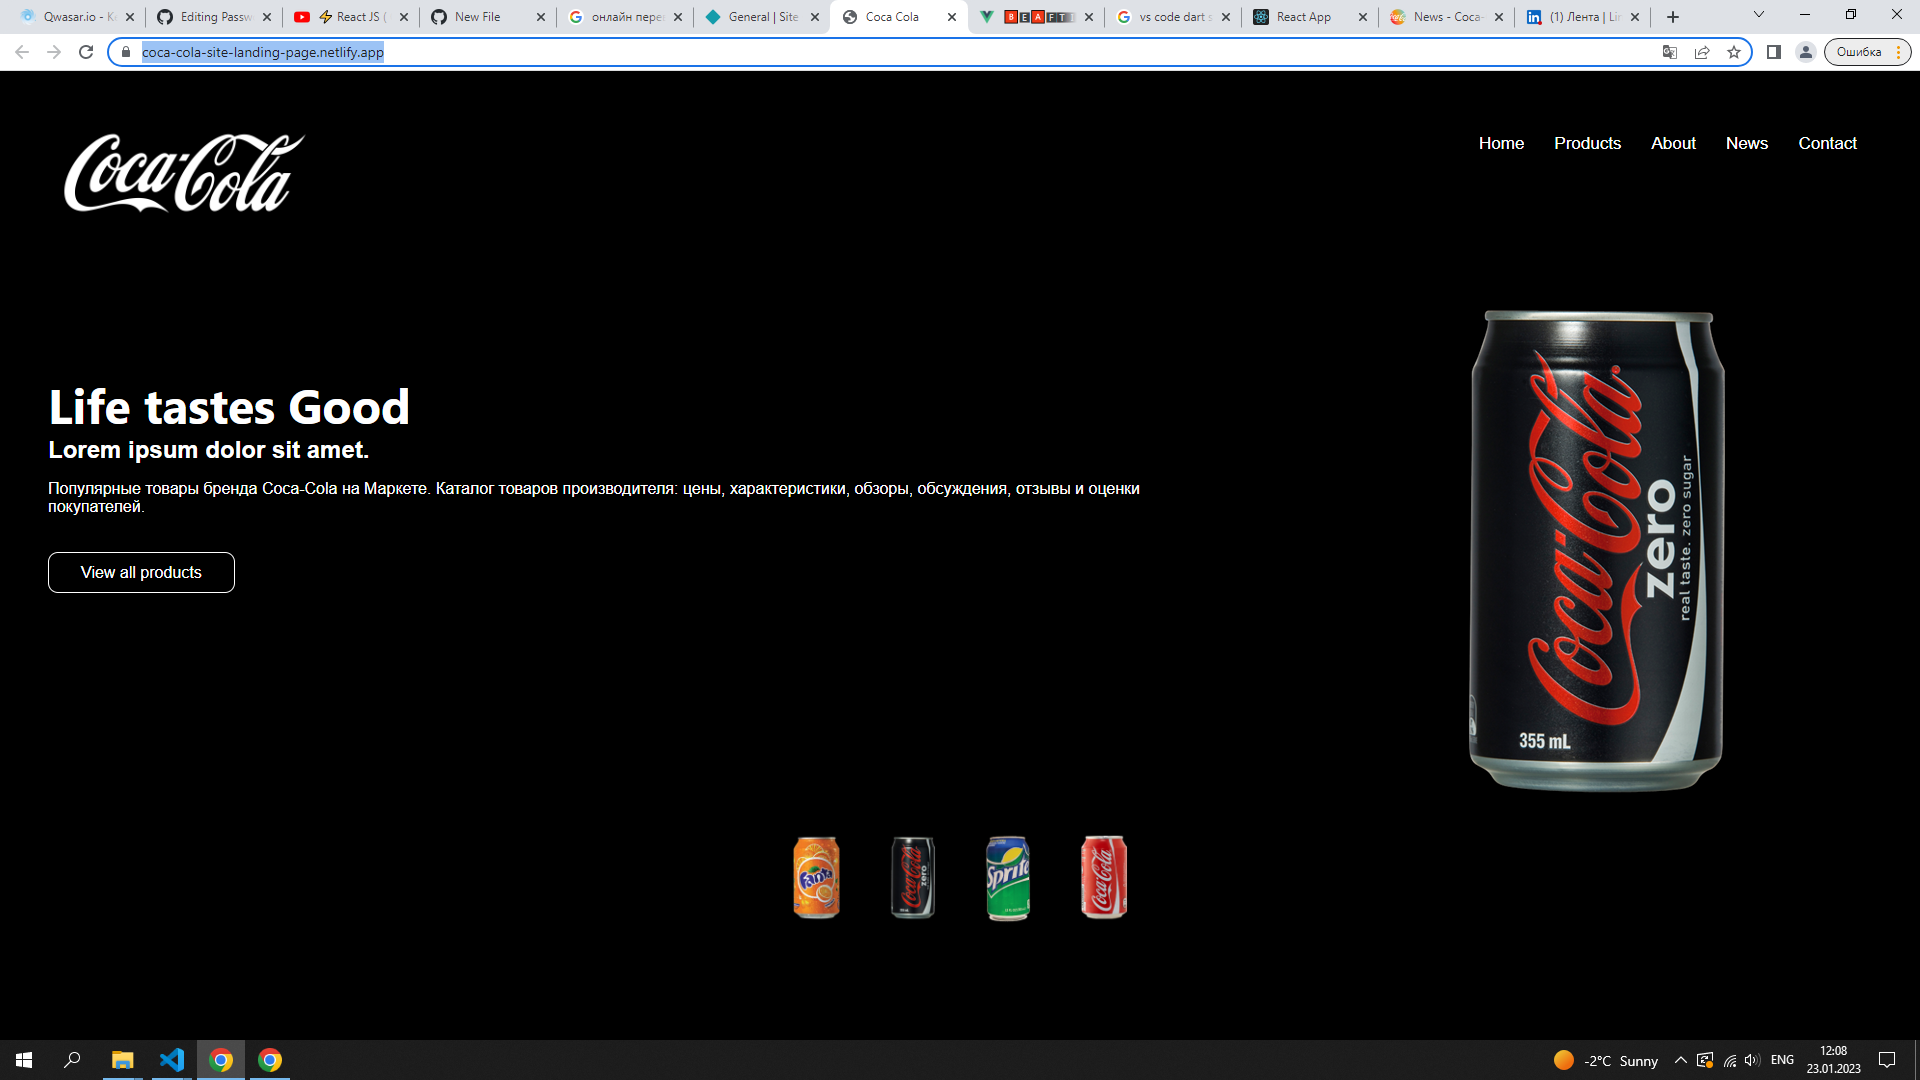 Qwasar.io - K
Editing Passw
React JS (
New File
онлайн пере
General | Site
Coca Cola
BEAFT
vs code dart s
React App
News - Coca-
(1) Лента | Lin
coca-cola-site-landing-page.netlify.app
Ошибка
Coca-Cola
Home
Products
About
News
Contact
Life tastes Good
Lorem ipsum dolor sit amet.
Популярные товары бренда Coca-Cola на Маркете. Каталог товаров производителя: цены, характеристики, обзоры, обсуждения, отзывы и оценки
покупателей.
View all products
Coca-Cola
zero
real taste. zero sugar
355 mL
Fanta
Coca-Cola
zero
Sprite
Coca-Cola
-2°C Sunny
ENG
12:08
23.01.2023